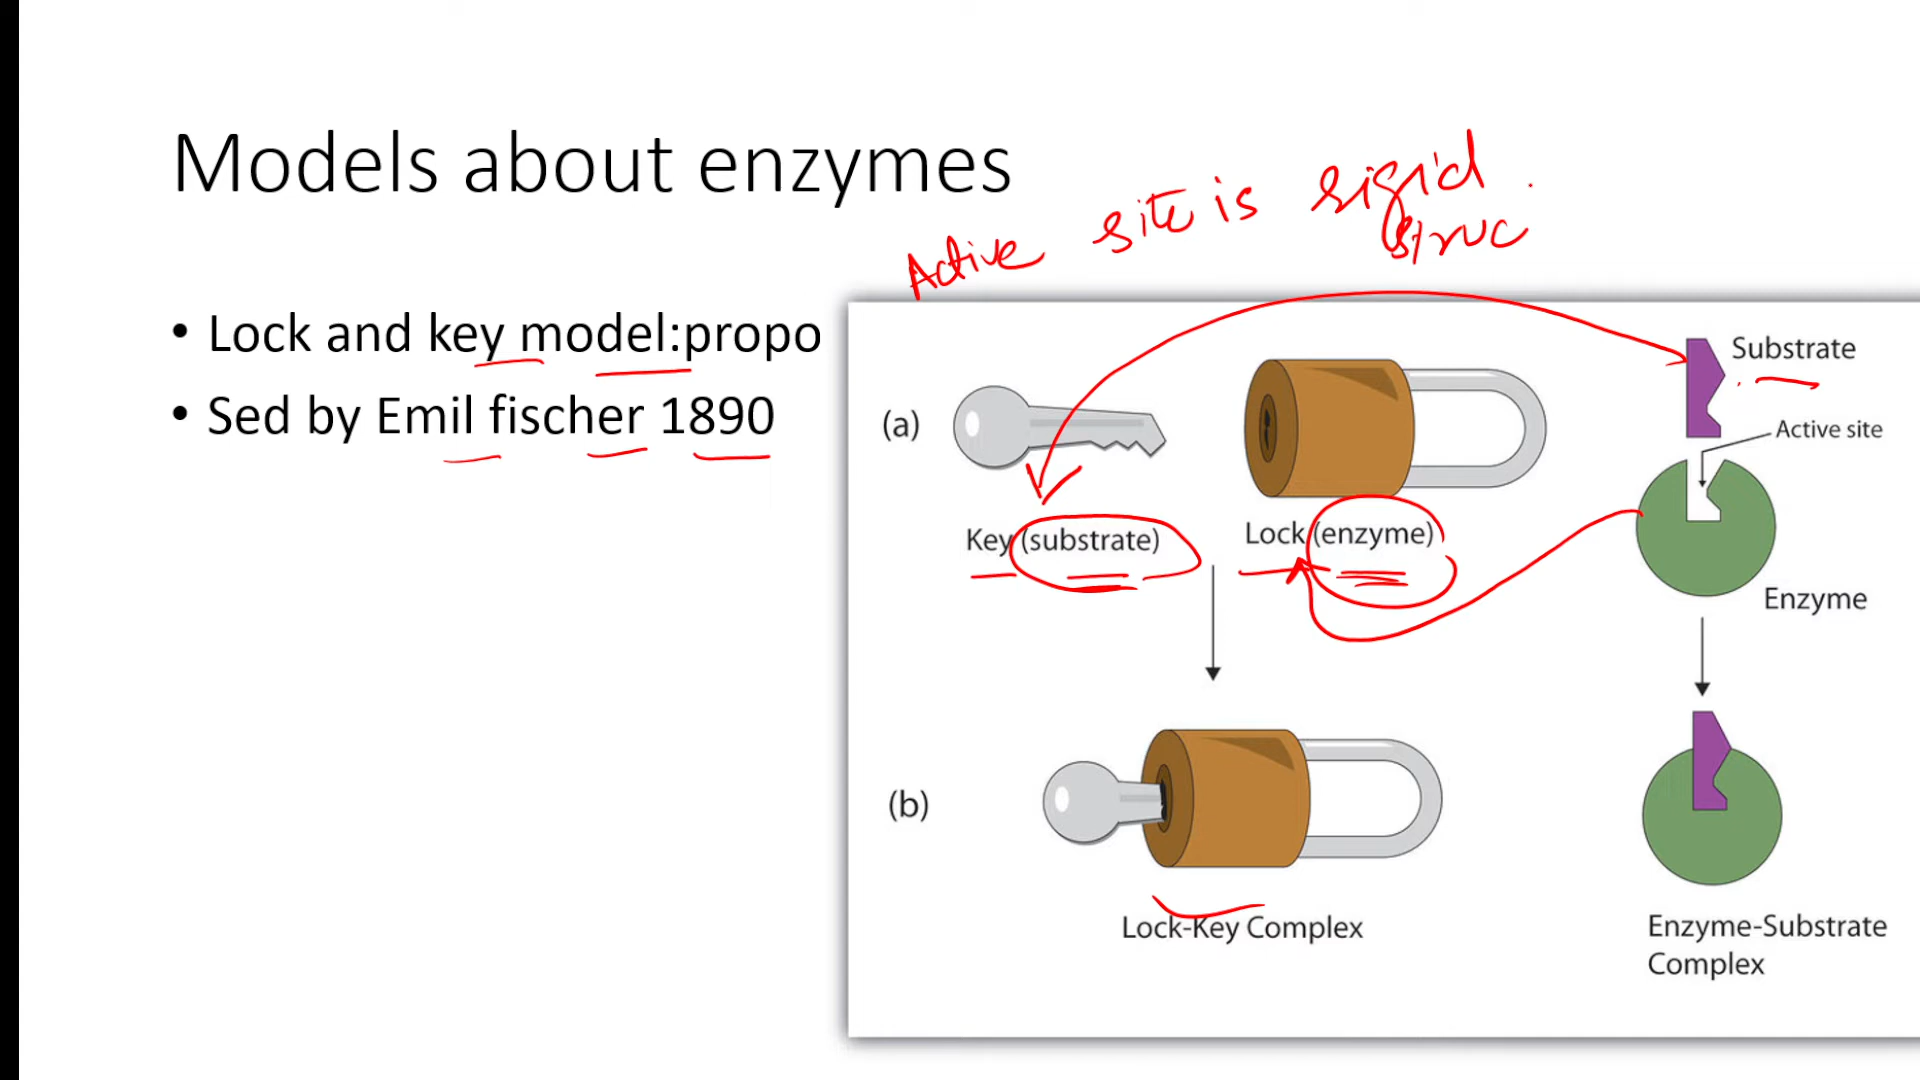 Models about enzymes
Active site is rigid
struc
• Lock and key model:propo
• Sed by Emil fischer 1890
Substrate
Active site
(a)
Key (substrate)
Lock (enzyme)
Enzyme
(b)
Lock-Key Complex
Enzyme-Substrate
Complex